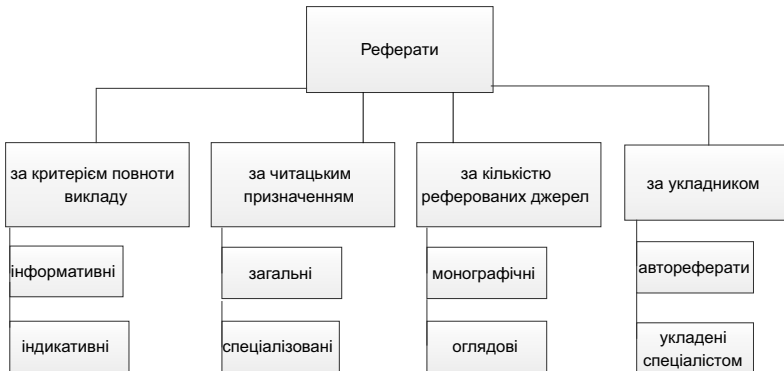 Реферати
за критерієм повноти
викладу
за читацьким
призначенням
за кількістю
реферованих джерел
за укладником
інформативні
загальні
монографічні
автореферати
індикативні
спеціалізовані
оглядові
укладені
спеціалістом